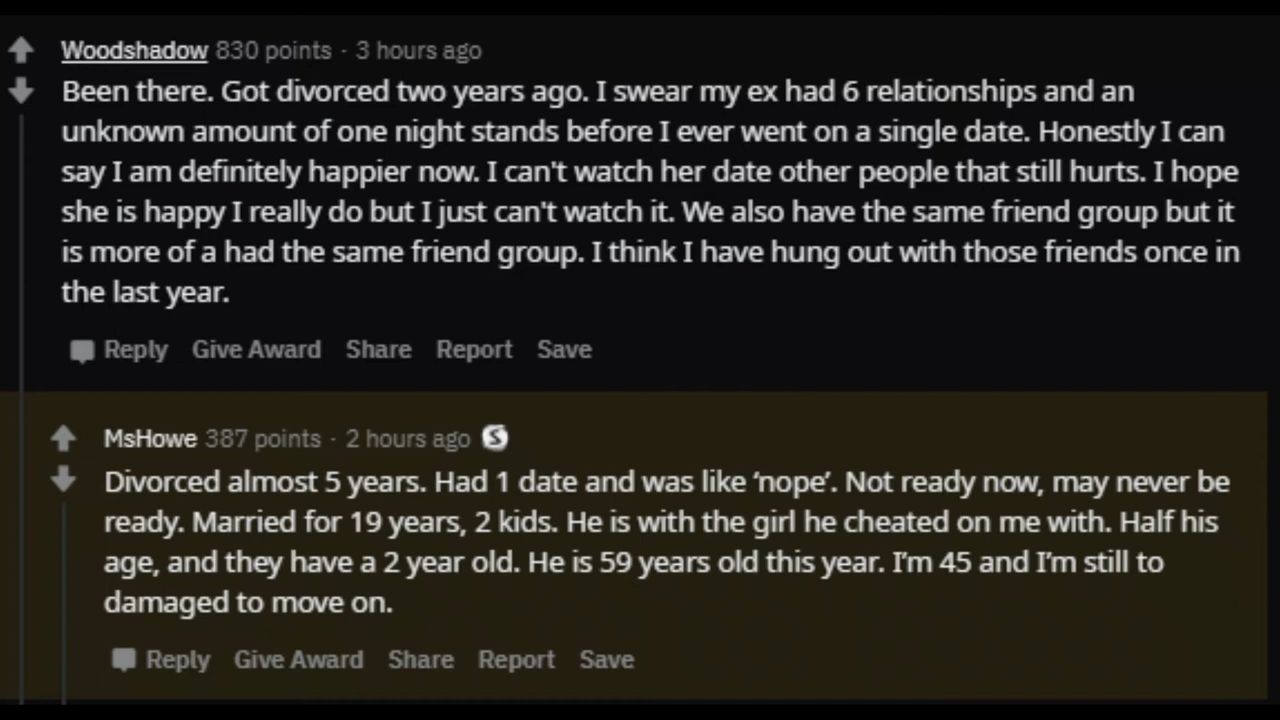 Woodshadow 830 points · 3 hours ago
Been there. Got divorced two years ago. I swear my ex had 6 relationships and an
unknown amount of one night stands before I ever went on a single date. Honestly I can
say I am definitely happier now. I can't watch her date other people that still hurts. I hope
she is happy I really do but I just can't watch it. We also have the same friend group but it
is more of a had the same friend group. I think I have hung out with those friends once in
the last year.
Reply Give Award Share Report Save
MsHowe 387 points · 2 hours ago S
Divorced almost 5 years. Had 1 date and was like ‘nope’. Not ready now, may never be
ready. Married for 19 years, 2 kids. He is with the girl he cheated on me with. Half his
age, and they have a 2 year old. He is 59 years old this year. I’m 45 and I’m still to
damaged to move on.
Reply Give Award Share Report Save